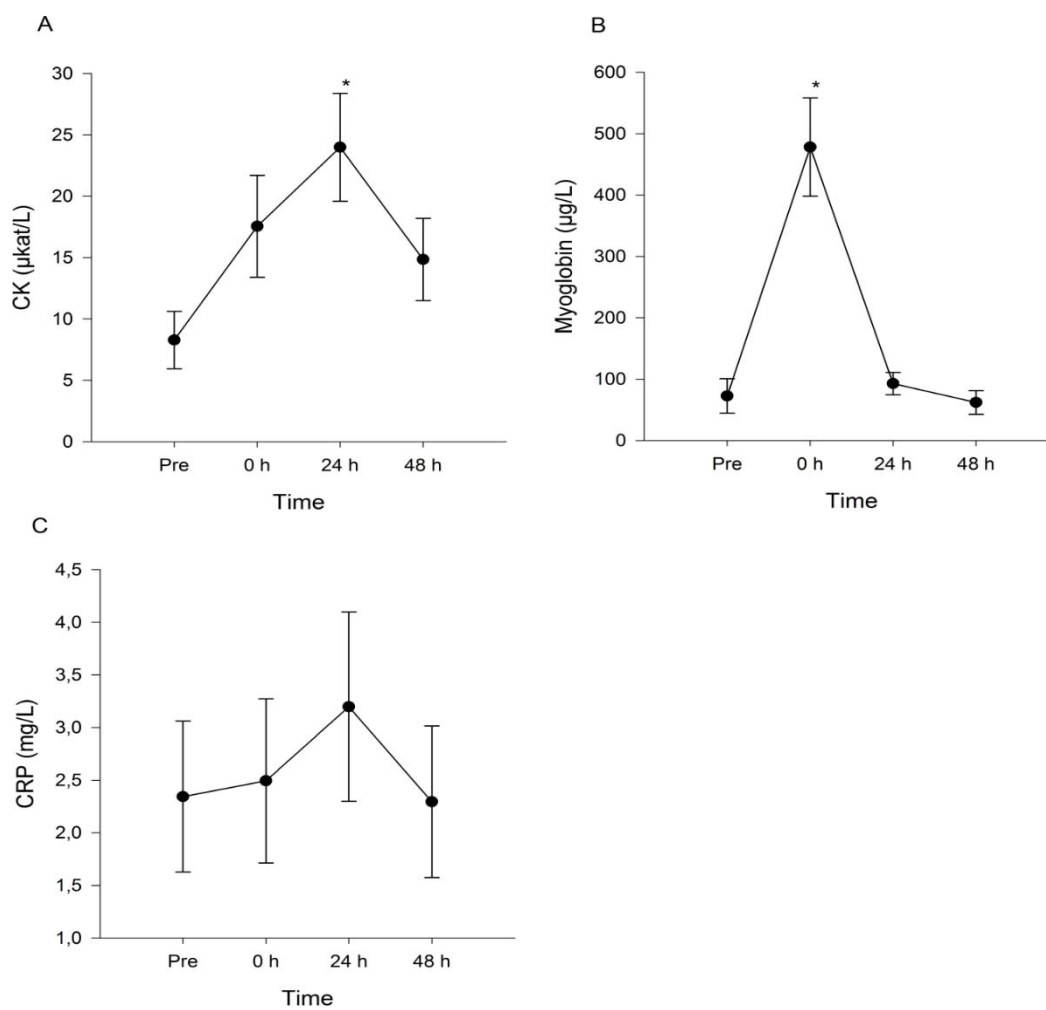 A
30
25
20
15
10
5
0
CK (µkat/L)
*
Pre 0 h 24 h 48 h
Time
B
600
500
400
300
200
100
0
Myoglobin (µg/L)
*
Pre 0 h 24 h 48 h
Time
C
4,5
4,0
3,5
3,0
2,5
2,0
1,5
1,0
CRP (mg/L)
Pre 0 h 24 h 48 h
Time